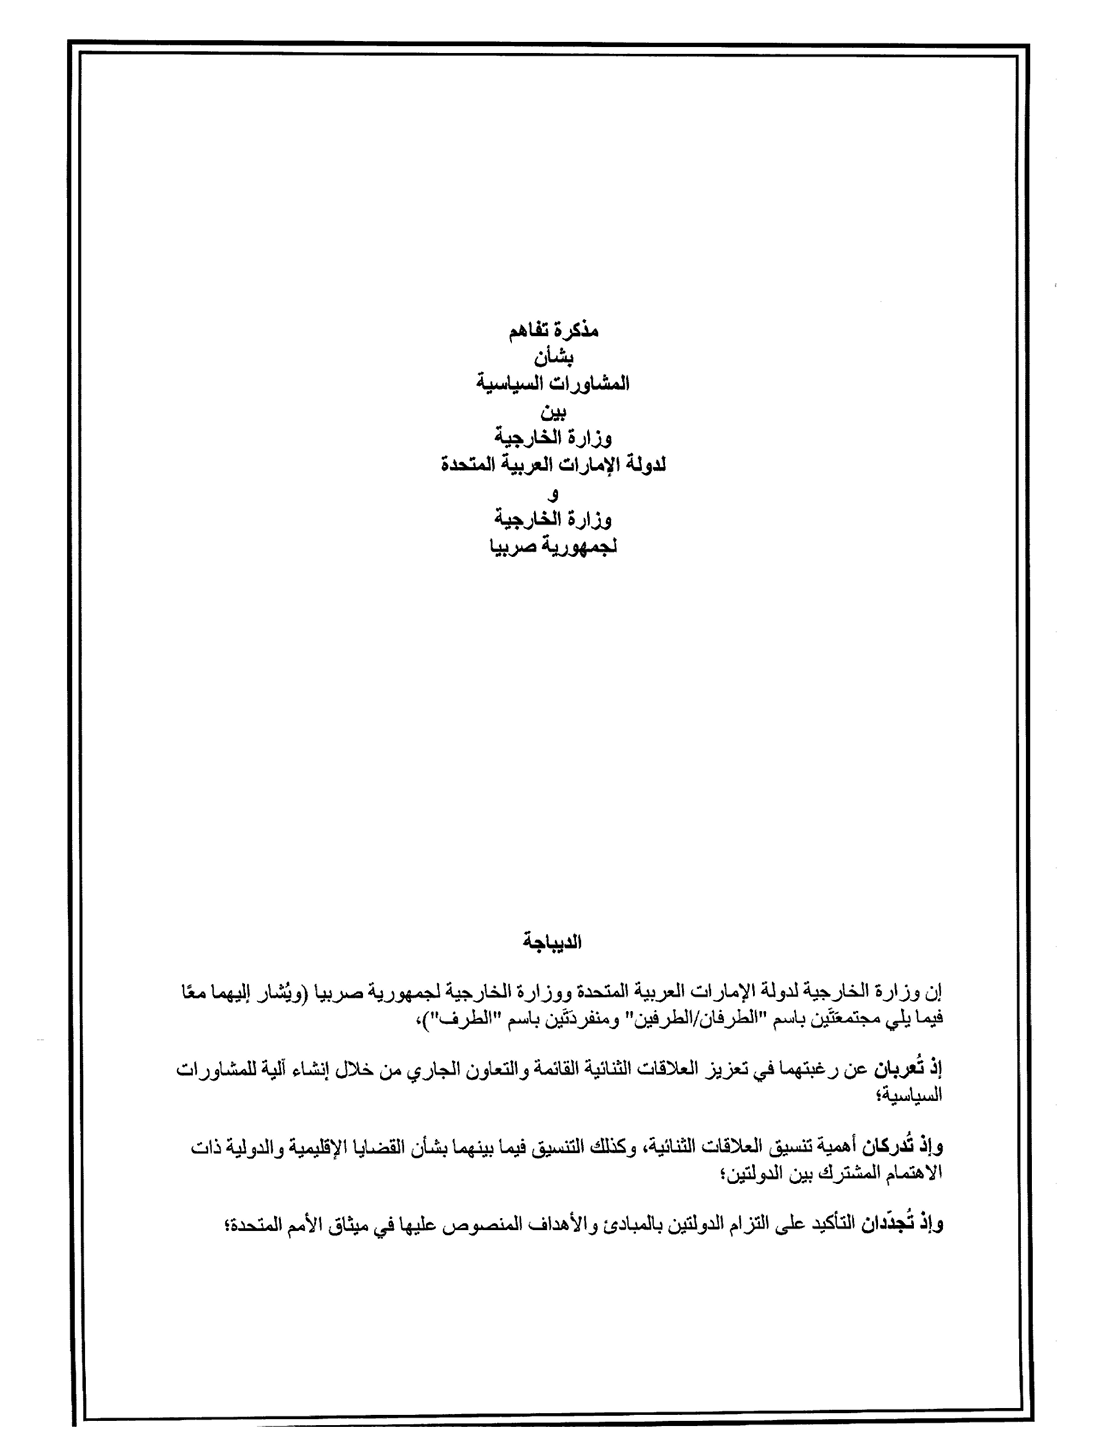 مذكرة تفاهم
بشأن
المشاورات السياسية
بين
وزارة الخارجية
لدولة الإمارات العربية المتحدة
و
وزارة الخارجية
لجمهورية صربيا
الديباجة
إن وزارة الخارجية لدولة الإمارات العربية المتحدة ووزارة الخارجية لجمهورية صربيا (ويُشار إليهما معًا
فيما يلي مجتمعَتَين باسم "الطرفان/الطرفين" ومنفردَتَين باسم "الطرف")،
إذ تُعربان عن رغبتهما في تعزيز العلاقات الثنائية القائمة والتعاون الجاري من خلال إنشاء آلية للمشاورات
السياسية؛
وإذ تُدركان أهمية تنسيق العلاقات الثنائية، وكذلك التنسيق فيما بينهما بشأن القضايا الإقليمية والدولية ذات
الاهتمام المشترك بين الدولتين؛
وإذ تُجدّدان التأكيد على التزام الدولتين بالمبادئ والأهداف المنصوص عليها في ميثاق الأمم المتحدة؛